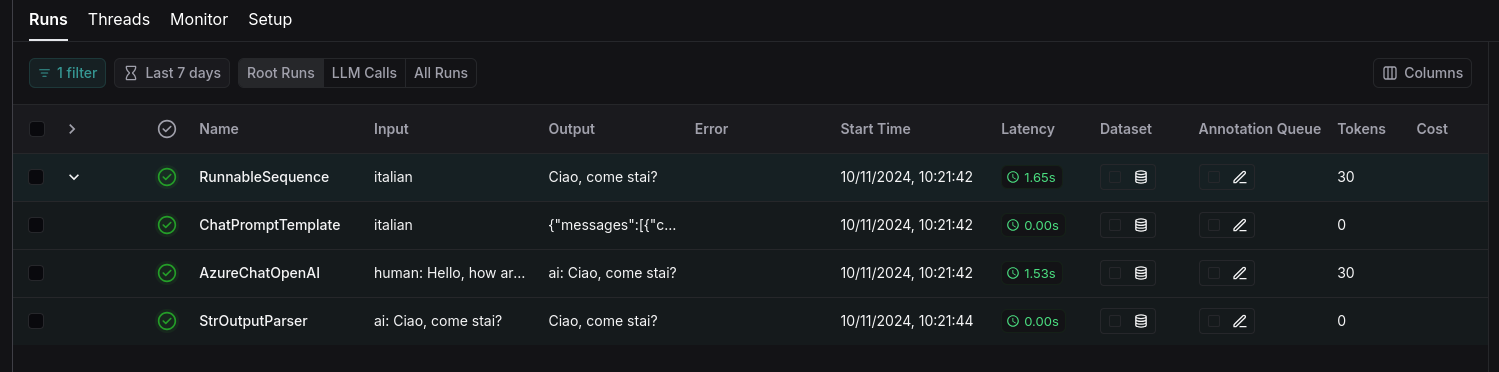 Runs Threads Monitor Setup
1 filter Last 7 days Root Runs LLM Calls All Runs Columns
Name Input Output Error Start Time Latency Dataset Annotation Queue Tokens Cost
RunnableSequence italian Ciao, come stai? 10/11/2024, 10:21:42 1.65s 30
ChatPromptTemplate italian {"messages":[{"c... 10/11/2024, 10:21:42 0.00s 0
AzureChatOpenAI human: Hello, how ar... ai: Ciao, come stai? 10/11/2024, 10:21:42 1.53s 30
StrOutputParser ai: Ciao, come stai? Ciao, come stai? 10/11/2024, 10:21:44 0.00s 0